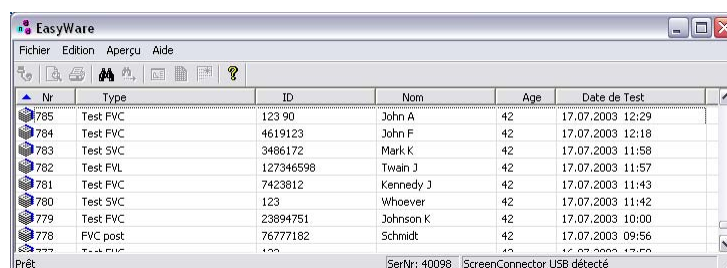 EasyWare
Fichier Edition Aperçu Aide
Nr Type ID Nom Age Date de Test
785 Test FVC 123 90 John A 42 17.07.2003 12:29
784 Test FVC 4619123 John F 42 17.07.2003 12:18
783 Test SVC 3486172 Mark K 42 17.07.2003 11:58
782 Test FVL 127346598 Twain J 42 17.07.2003 11:57
781 Test FVC 7423812 Kennedy J 42 17.07.2003 11:43
780 Test SVC 123 Whoever 42 17.07.2003 11:42
779 Test FVC 23894751 Johnson K 42 17.07.2003 10:00
778 FVC post 76777182 Schmidt 42 17.07.2003 09:56
Prêt SerNr: 40098 ScreenConnector USB détecté